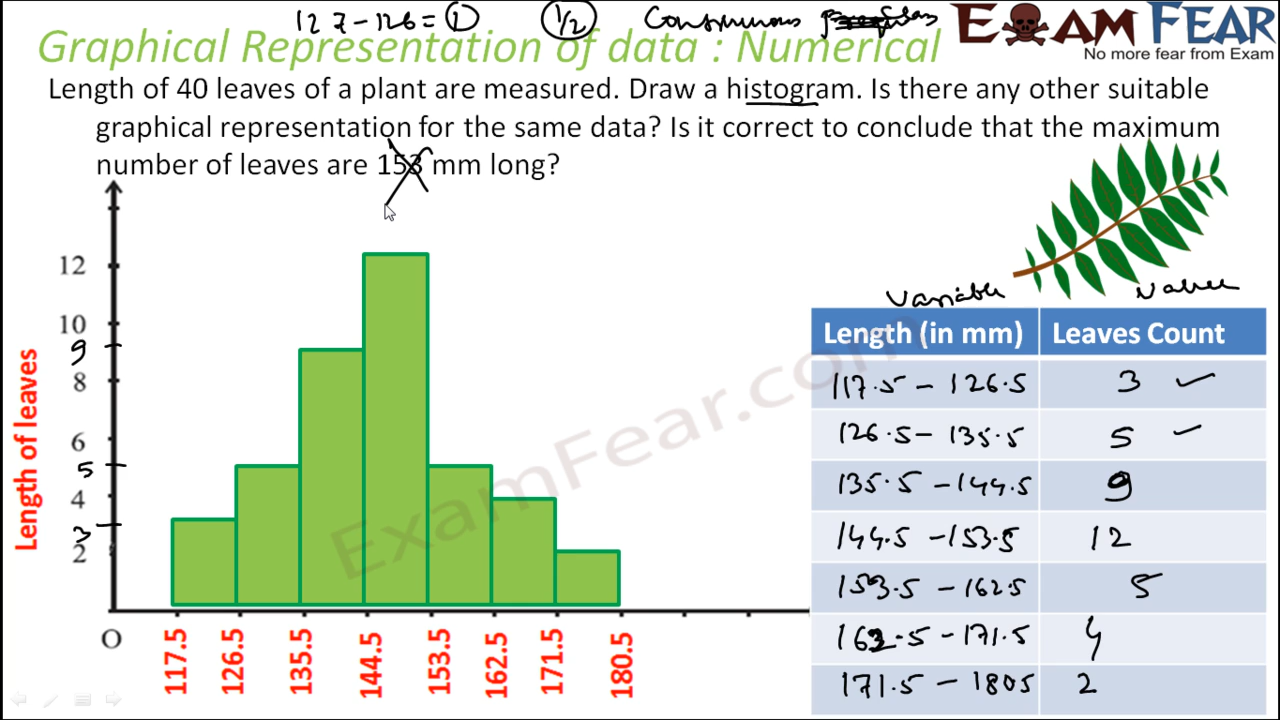 127-126 = 1 1/2 Continuous Class
EXAM FEAR
No more fear from Exam
Graphical Representation of data : Numerical
Length of 40 leaves of a plant are measured. Draw a histogram. Is there any other suitable
graphical representation for the same data? Is it correct to conclude that the maximum
number of leaves are 153 mm long?
Variable Value
Length (in mm) Leaves Count
117.5 - 126.5 3
126.5 - 135.5 5
135.5 - 144.5 9
144.5 - 153.5 12
153.5 - 162.5 5
162.5 - 171.5 4
171.5 - 1805 2
Length of leaves
12
10
9
8
6
5
4
3
2
O
117.5 126.5 135.5 144.5 153.5 162.5 171.5 180.5
ExamFear.com